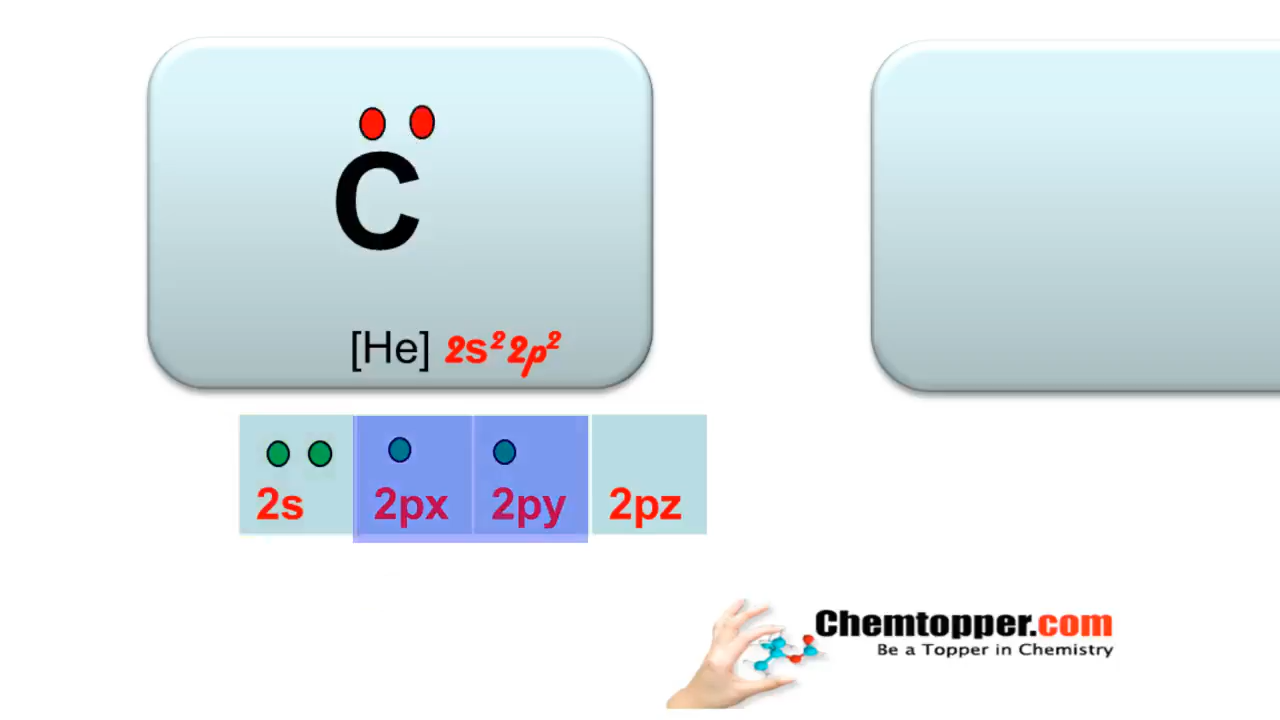 C
[He] 2s²2p²
2s 2px 2py 2pz
Chemtopper.com
Be a Topper in Chemistry